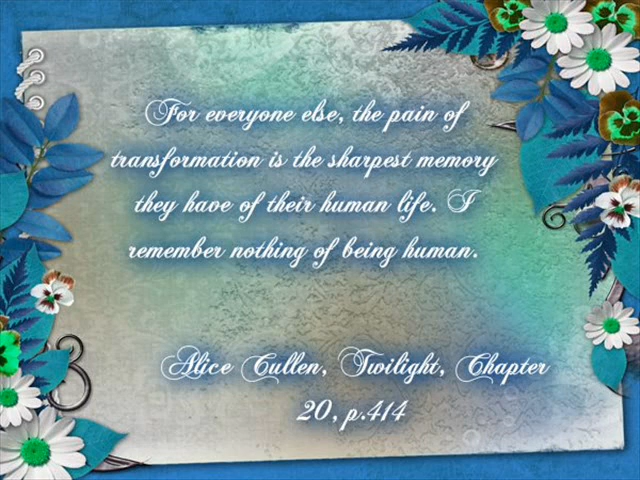 For everyone else, the pain of
transformation is the sharpest memory
they have of their human life. I
remember nothing of being human.
Alice Cullen, Twilight, Chapter
20, p.414